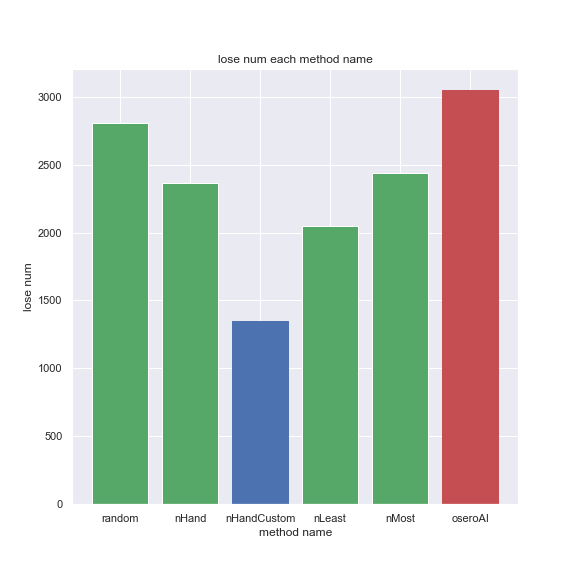 lose num each method name
lose num
3000
2500
2000
1500
1000
500
0
random nHand nHandCustom nLeast nMost oseroAI
method name